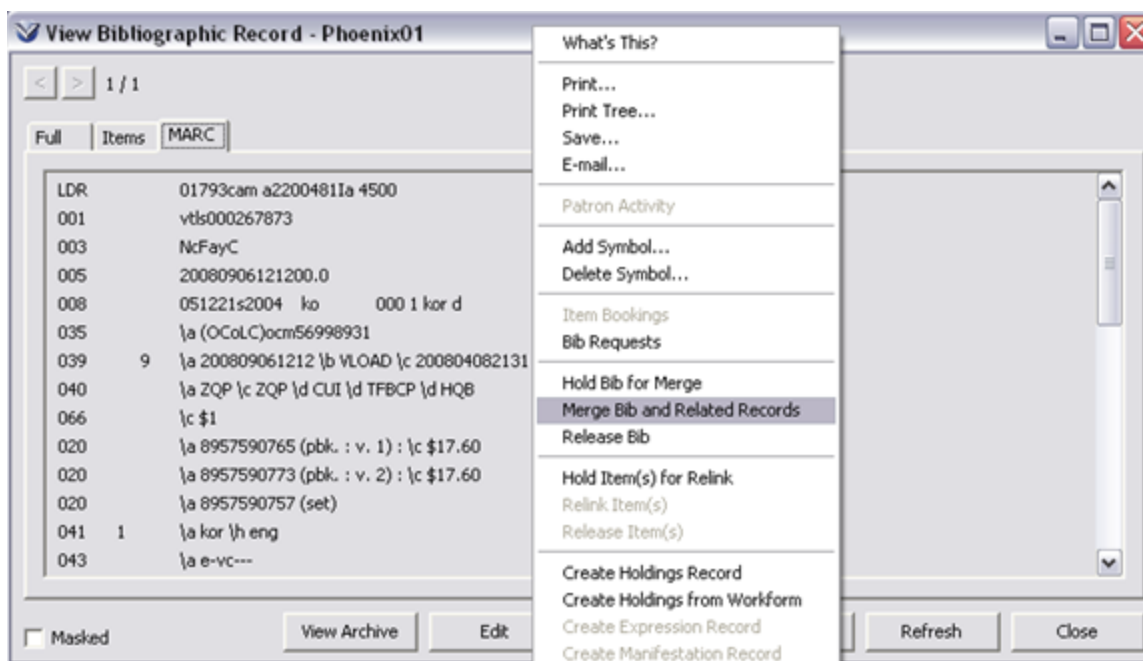 View Bibliographic Record - Phoenix01
< > 1 / 1
Full Items MARC
LDR 01793cam a2200481Ia 4500
001 vtls000267873
003 NcFayC
005 20080906121200.0
008 051221s2004 ko 000 1 kor d
035 \a (OCoLC)ocm56998931
039 9 \a 200809061212 \b VLOAD \c 200804082131
040 \a ZQP \c ZQP \d CUI \d TFBCP \d HQB
066 \c $1
020 \a 8957590765 (pbk. : v. 1) : \c $17.60
020 \a 8957590773 (pbk. : v. 2) : \c $17.60
020 \a 8957590757 (set)
041 1 \a kor \h eng
043 \a e-vc---
Masked
View Archive
Edit
Refresh
Close
What's This?
Print...
Print Tree...
Save...
E-mail...
Patron Activity
Add Symbol...
Delete Symbol...
Item Bookings
Bib Requests
Hold Bib for Merge
Merge Bib and Related Records
Release Bib
Hold Item(s) for Relink
Relink Item(s)
Release Item(s)
Create Holdings Record
Create Holdings from Workform
Create Expression Record
Create Manifestation Record